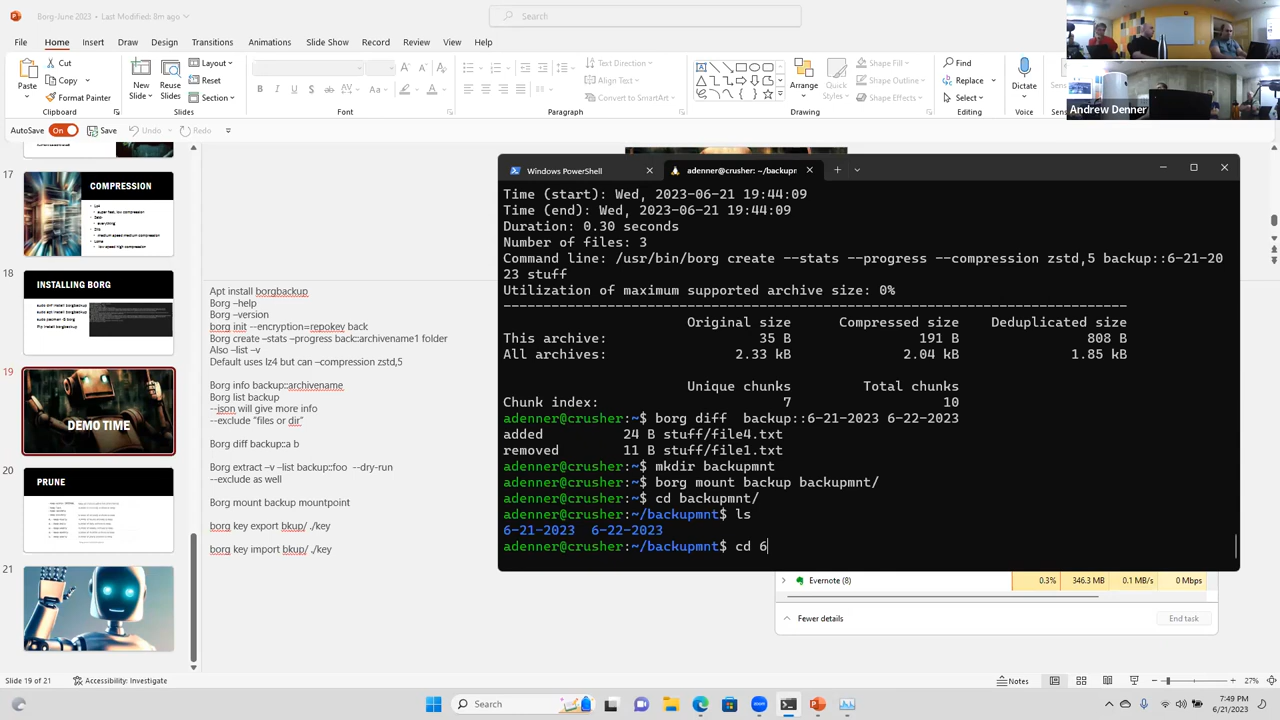 Borg-June 2023 • Last Modified: 8m ago
Search
File Home Insert Draw Design Transitions Animations Slide Show Record Review View Help
Paste
Cut
Copy
Format Painter
Clipboard
New Slide
Reuse Slides
Layout
Reset
Section
Slides
Font
Text Direction
Align Text
Convert to SmartArt
Paragraph
Arrange
Quick Styles
Shape Fill
Shape Outline
Shape Effects
Drawing
Find
Replace
Select
Editing
Dictate
Andrew Denner
AutoSave On Save Undo Redo
17
COMPRESSION
super fast, low compression
everything
medium speed medium compression
low speed high compression
18
INSTALLING BORG
19
DEMO TIME
20
PRUNE
21
Apt install borgbackup
Borg –help
Borg –version
Borg create –stats –progress back::archivename1 folder
Also –list –v
Default uses lz4 but can –compression zstd,5
Borg info backup::archivename
Borg list backup
--json will give more info
--exclude “files or dir”
Borg diff backup::a b
Borg extract –v –list backup::foo --dry-run
--exclude as well
Borg mount backup mountpoint
borg key export bkup/ ./key
borg key import bkup/ ./key
Windows PowerShell
adenner@crusher: ~/backupn
Time (start): Wed, 2023-06-21 19:44:09
Time (end): Wed, 2023-06-21 19:44:09
Duration: 0.30 seconds
Number of files: 3
Command line: /usr/bin/borg create --stats --progress --compression zstd,5 backup::6-21-20
23 stuff
Utilization of maximum supported archive size: 0%
------------------------------------------------------------------------------
Original size Compressed size Deduplicated size
This archive: 35 B 191 B 808 B
All archives: 2.33 kB 2.04 kB 1.85 kB
Unique chunks Total chunks
Chunk index: 7 10
adenner@crusher:~$ borg diff  backup::6-21-2023 6-22-2023
added 24 B stuff/file4.txt
removed 11 B stuff/file1.txt
adenner@crusher:~$ mkdir backupmnt
adenner@crusher:~$ borg mount backup backupmnt/
adenner@crusher:~$ cd backupmnt/
adenner@crusher:~/backupmnt$ ls
6-21-2023  6-22-2023
adenner@crusher:~/backupmnt$ cd 6
Evernote (8) 0.3% 346.3 MB 0.1 MB/s 0 Mbps
Fewer details
End task
Slide 19 of 21 Accessibility: Investigate
Notes
27%
Search
zoom
7:49 PM
6/21/2023